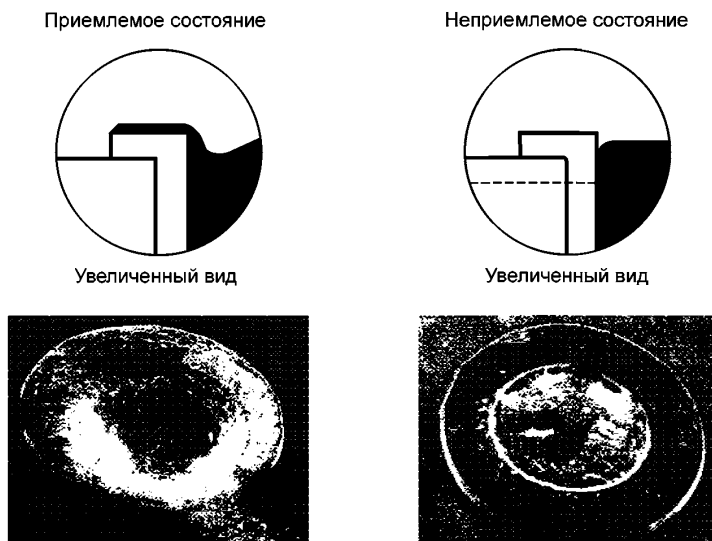 Приемлемое состояние
Неприемлемое состояние
Увеличенный вид
Увеличенный вид